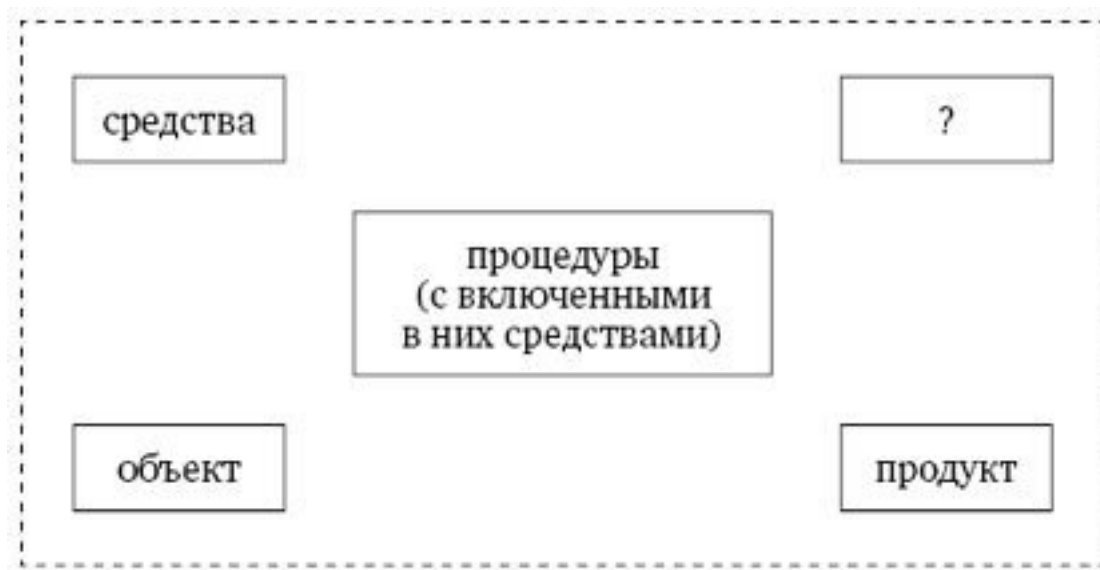 средства
?
процедуры
(с включенными
в них средствами)
объект
продукт